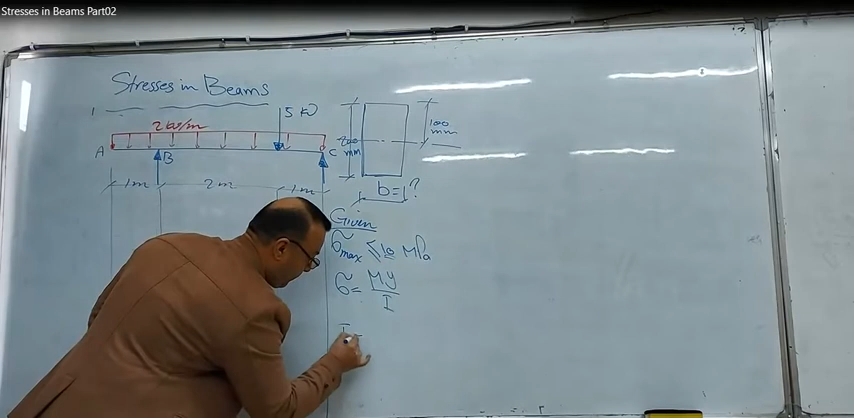 Stresses in Beams Part02
Stresses in Beams
5 kN
2 kN/m
A
B
C
1m
2m
1m
200 mm
100 mm
b=?
Given
σmax ≤ 10 MPa
σ = My/I
I =